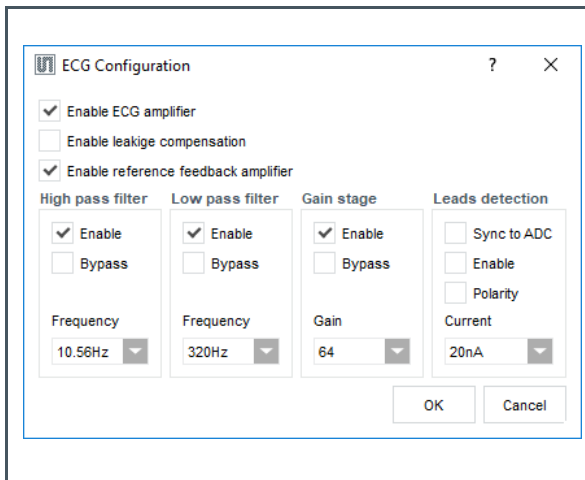 ECG Configuration ?
Enable ECG amplifier
Enable leakige compensation
Enable reference feedback amplifier
High pass filter Low pass filter Gain stage Leads detection
Enable Enable Enable Sync to ADC
Bypass Bypass Bypass Enable
Polarity
Frequency Frequency Gain Current
10.56Hz 320Hz 64 20nA
OK Cancel